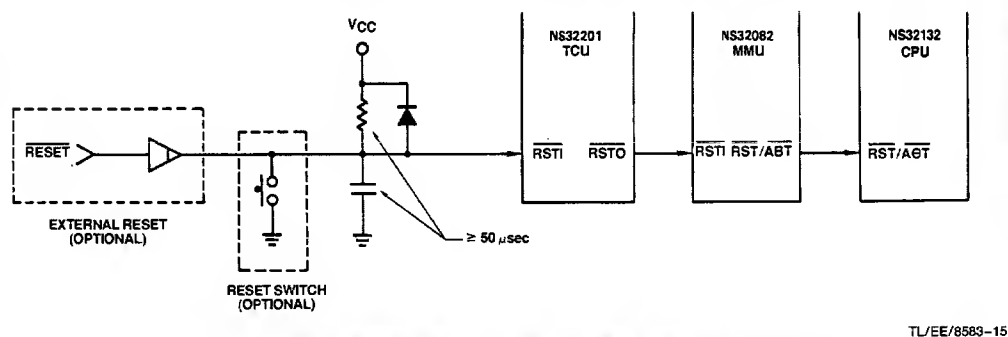 VCC
NS32201
TCU
NS32082
MMU
NS32132
CPU
RESET
RSTI
RSTO
RSTI RST/ABT
RST/AΘT
EXTERNAL RESET
(OPTIONAL)
≥ 50 μsec
RESET SWITCH
(OPTIONAL)
TL/EE/8583-15